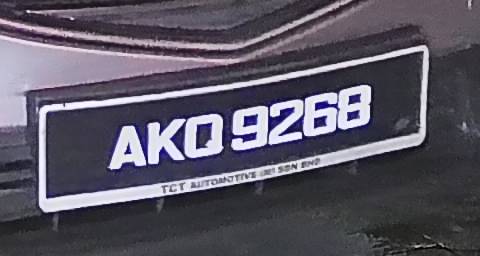 AKQ 9268
TCT AUTOMOTIVE (M) SDN BHD